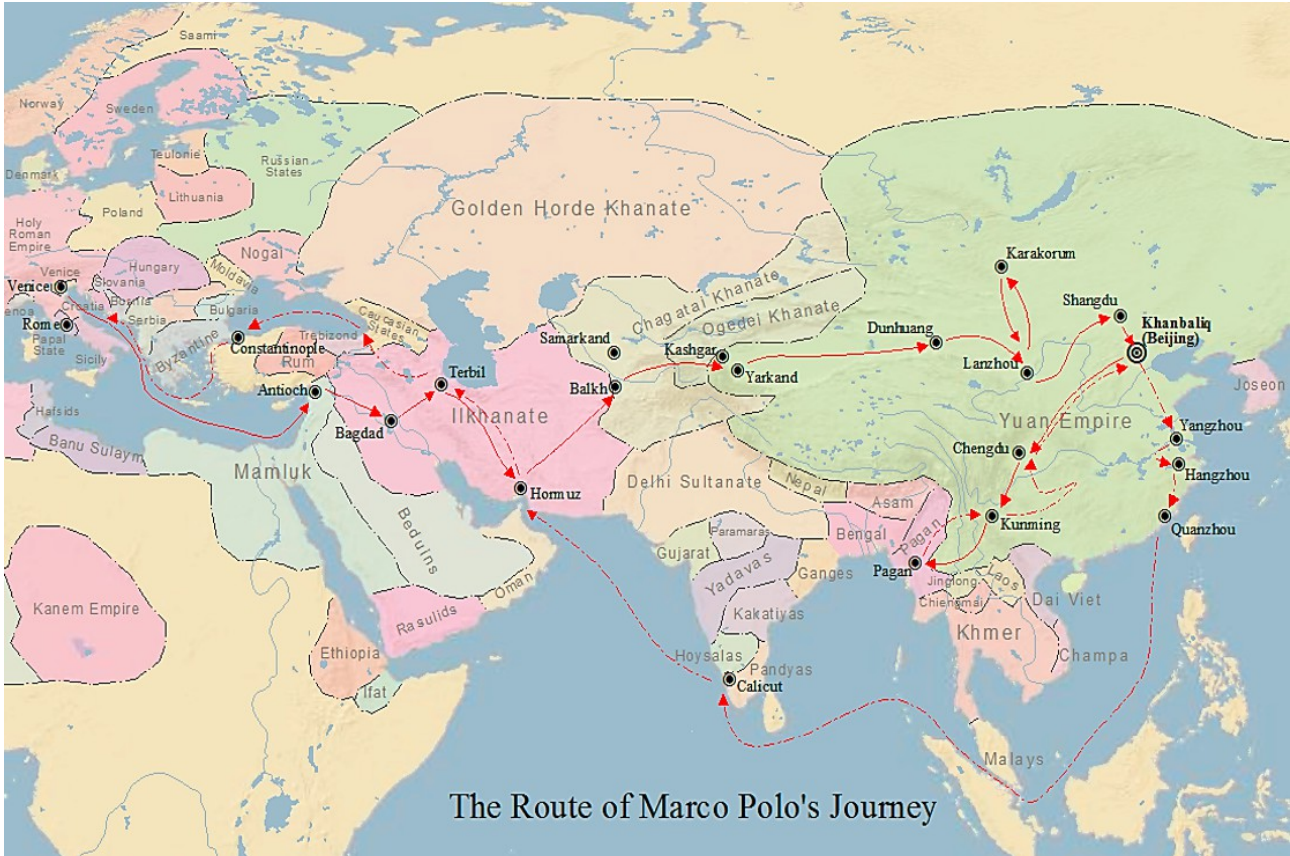 Saami
Norway
Sweden
Teulonie
Russian
States
Denmark
Lithuania
Poland
Holy
Roman
Empire
Golden Horde Khanate
Nogal
Hungary
Moldavia
Venice
Slovania
Venice
Croatia
Bosnia
Serbia
Bulgaria
enoa
Rome
Papal
State
Sicily
Byzantine
Constantinople
Trebizond
Rum
Caucasian
States
Chagatai Khanate
Ogedei Khanate
Samarkand
Kashgar
Yarkand
Balkh
Dunhuang
Karakorum
Lanzhou
Shangdu
Khanbaliq
(Beijing)
Joseon
Antioch
Terbil
Ilkhanate
Bagdad
Hafsids
Banu Sulaym
Mamluk
Beduins
Hormuz
Oman
Rasulids
Delhi Sultanate
Nepal
Asam
Bengal
Pagan
Pagan
Chengdu
Yuan Empire
Yangzhou
Hangzhou
Kunming
Quanzhou
Gujarat
Paramaras
Yadavas
Ganges
Kakatiyas
Hoysalas
Pandyas
Calicut
Jinglong
Chiengmai
Laos
Dai Viet
Khmer
Champa
Malays
Kanem Empire
Ethiopia
Ifat
The Route of Marco Polo's Journey